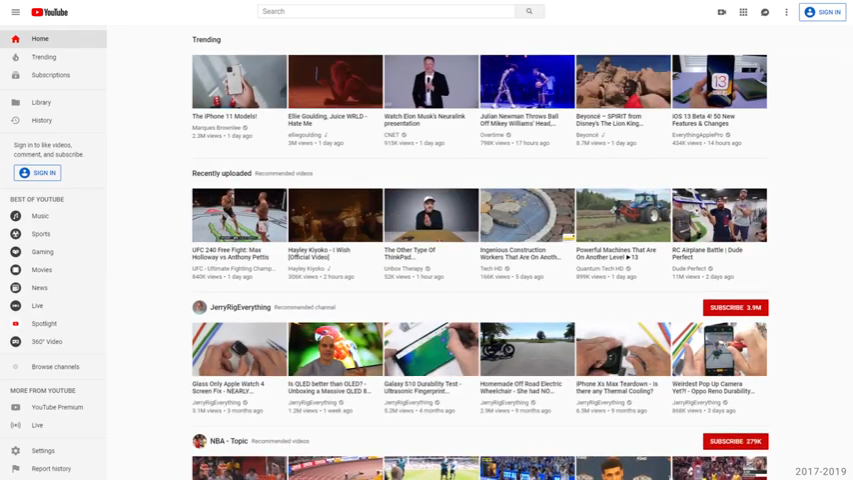 YouTube
Search
SIGN IN
Home
Trending
Subscriptions
Library
History
Sign in to like videos,
comment, and subscribe.
SIGN IN
BEST OF YOUTUBE
Music
Sports
Gaming
Movies
News
Live
Spotlight
360° Video
Browse channels
MORE FROM YOUTUBE
YouTube Premium
Live
Settings
Report history
Trending
The iPhone 11 Models!
Marques Brownlee
2.3M views • 1 day ago
Ellie Goulding, Juice WRLD -
Hate Me
elliegoulding
3M views • 1 day ago
Watch Elon Musk's Neuralink
presentation
CNET
915K views • 1 day ago
Julian Newman Throws Ball
Off Mikey Williams' Head,...
Overtime
798K views • 17 hours ago
Beyoncé – SPIRIT from
Disney's The Lion King...
Beyoncé
8.7M views • 1 day ago
13
iOS 13 Beta 4! 50 New
Features & Changes
EverythingApplePro
434K views • 14 hours ago
Recently uploaded Recommended videos
UFC 240 Free Fight: Max
Holloway vs Anthony Pettis
UFC - Ultimate Fighting Champ...
640K views • 1 day ago
Hayley Kiyoko - I Wish
[Official Video]
Hayley Kiyoko
306K views • 2 hours ago
The Other Type Of
ThinkPad...
Unbox Therapy
52K views • 1 hour ago
Ingenious Construction
Workers That Are On Anoth...
Tech HD
166K views • 5 days ago
Powerful Machines That Are
On Another Level ▶13
Quantum Tech HD
899K views • 1 day ago
RC Airplane Battle | Dude
Perfect
Dude Perfect
11M views • 2 days ago
JerryRigEverything Recommended channel
SUBSCRIBE 3.9M
Glass Only Apple Watch 4
Screen Fix - NEARLY...
JerryRigEverything
3.1M views • 3 months ago
Is QLED better than OLED? -
Unboxing a Massive QLED 8...
JerryRigEverything
1.2M views • 1 week ago
Galaxy S10 Durability Test -
Ultrasonic Fingerprint...
JerryRigEverything
5.2M views • 4 months ago
Homemade Off Road Electric
Wheelchair - She had NO...
JerryRigEverything
2.9M views • 9 months ago
iPhone Xs Max Teardown - Is
there any Thermal Cooling?
JerryRigEverything
6.5M views • 9 months ago
Weirdest Pop Up Camera
Yet?! - Oppo Reno Durability...
JerryRigEverything
868K views • 3 days ago
NBA - Topic Recommended videos
SUBSCRIBE 279K
2017-2019